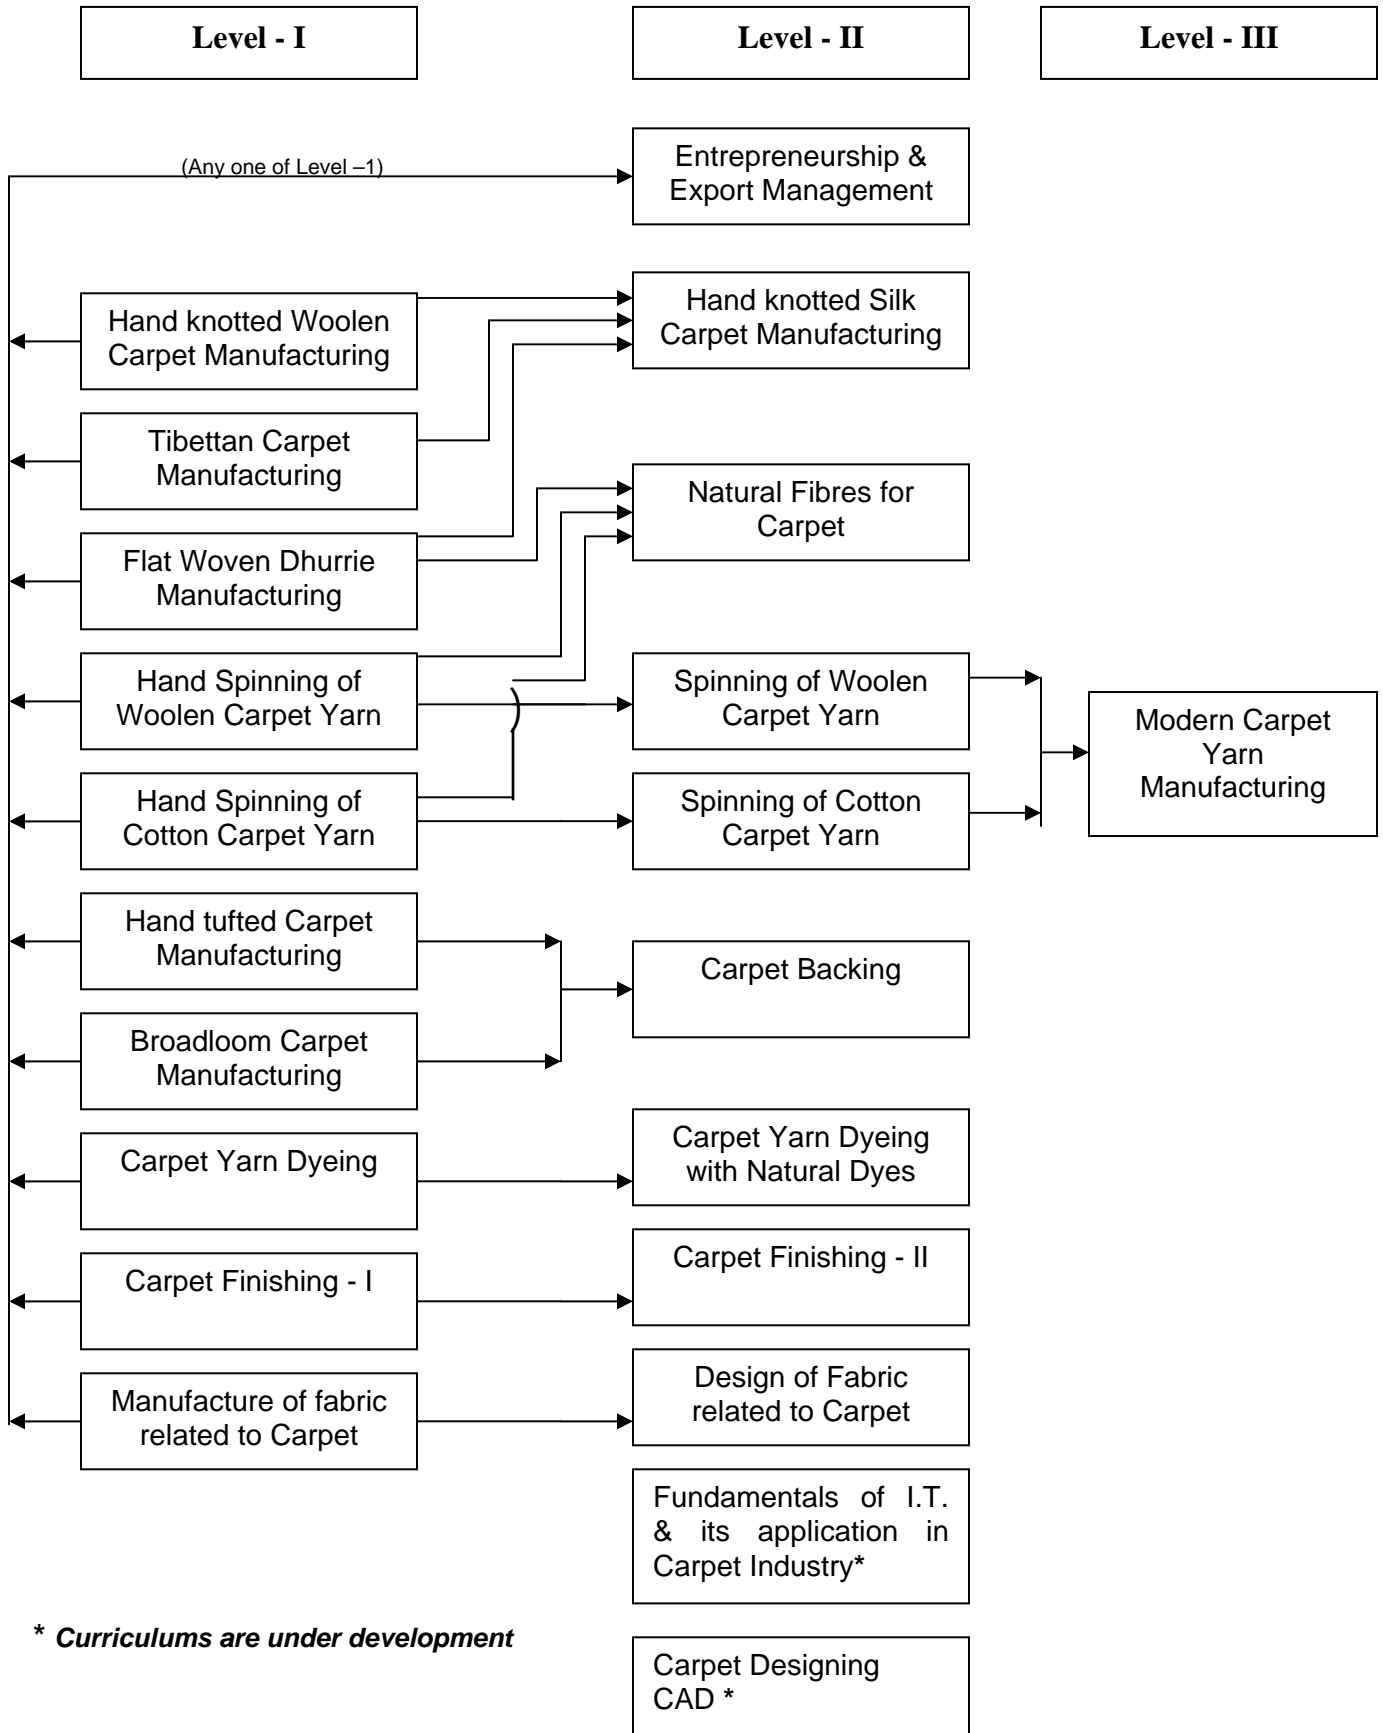 Level - I
Level - II
Level - III
(Any one of Level –1)
Entrepreneurship &
Export Management
Hand knotted Woolen
Carpet Manufacturing
Hand knotted Silk
Carpet Manufacturing
Tibettan Carpet
Manufacturing
Natural Fibres for
Carpet
Flat Woven Dhurrie
Manufacturing
Hand Spinning of
Woolen Carpet Yarn
Spinning of Woolen
Carpet Yarn
Modern Carpet
Yarn
Manufacturing
Hand Spinning of
Cotton Carpet Yarn
Spinning of Cotton
Carpet Yarn
Hand tufted Carpet
Manufacturing
Carpet Backing
Broadloom Carpet
Manufacturing
Carpet Yarn Dyeing
Carpet Yarn Dyeing
with Natural Dyes
Carpet Finishing - I
Carpet Finishing - II
Manufacture of fabric
related to Carpet
Design of Fabric
related to Carpet
Fundamentals of I.T.
& its application in
Carpet Industry*
* Curriculums are under development
Carpet Designing
CAD *